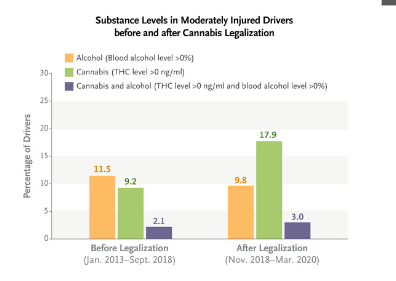 Substance Levels in Moderately Injured Drivers
before and after Cannabis Legalization
Alcohol (Blood alcohol level >0%)
Cannabis (THC level >0 ng/ml)
Cannabis and alcohol (THC level >0 ng/ml and blood alcohol level >0%)
Percentage of Drivers
30
25
20
15
10
5
0
11.5
9.2
2.1
9.8
17.9
3.0
Before Legalization
(Jan. 2013–Sept. 2018)
After Legalization
(Nov. 2018–Mar. 2020)